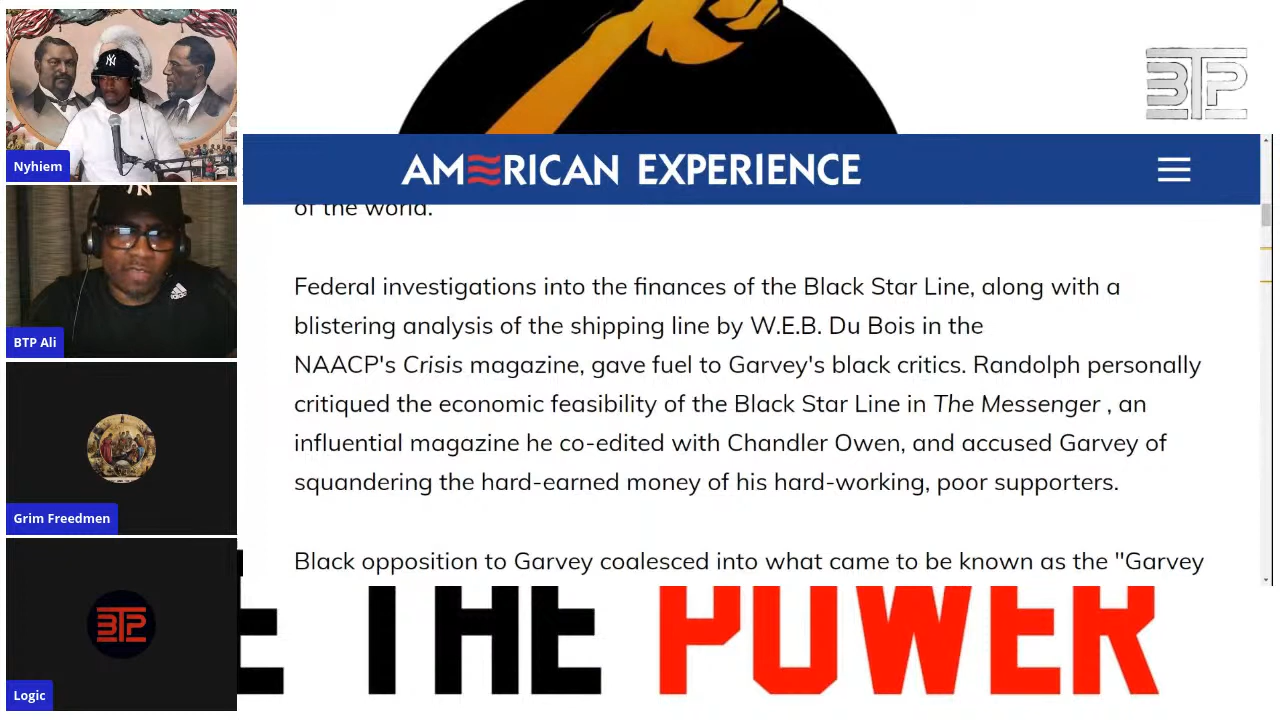 Nyhiem
BTP Ali
Grim Freedmen
BTP
Logic
BTP
AMERICAN EXPERIENCE
of the world.
Federal investigations into the finances of the Black Star Line, along with a
blistering analysis of the shipping line by W.E.B. Du Bois in the
NAACP's Crisis magazine, gave fuel to Garvey's black critics. Randolph personally
critiqued the economic feasibility of the Black Star Line in The Messenger , an
influential magazine he co-edited with Chandler Owen, and accused Garvey of
squandering the hard-earned money of his hard-working, poor supporters.
Black opposition to Garvey coalesced into what came to be known as the "Garvey
E THE POWER